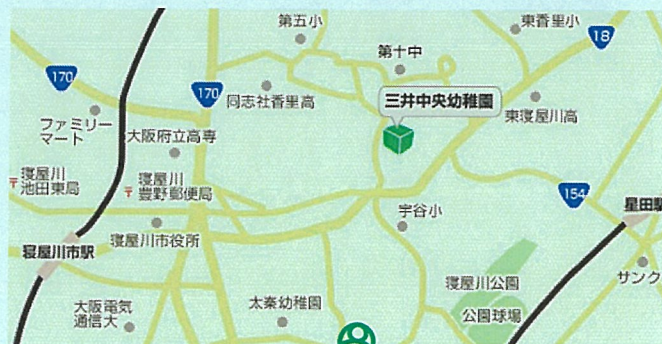 第五小
東香里小
18
第十中
170
170
同志社香里高
三井中央幼稚園
東寝屋川高
ファミリー
マート
大阪府立高専
寝屋川
池田東局
寝屋川
豊野郵便局
154
星田駅
宇谷小
寝屋川市役所
寝屋川市駅
サンク
寝屋川公園
大阪電気
通信大
太秦幼稚園
公園球場